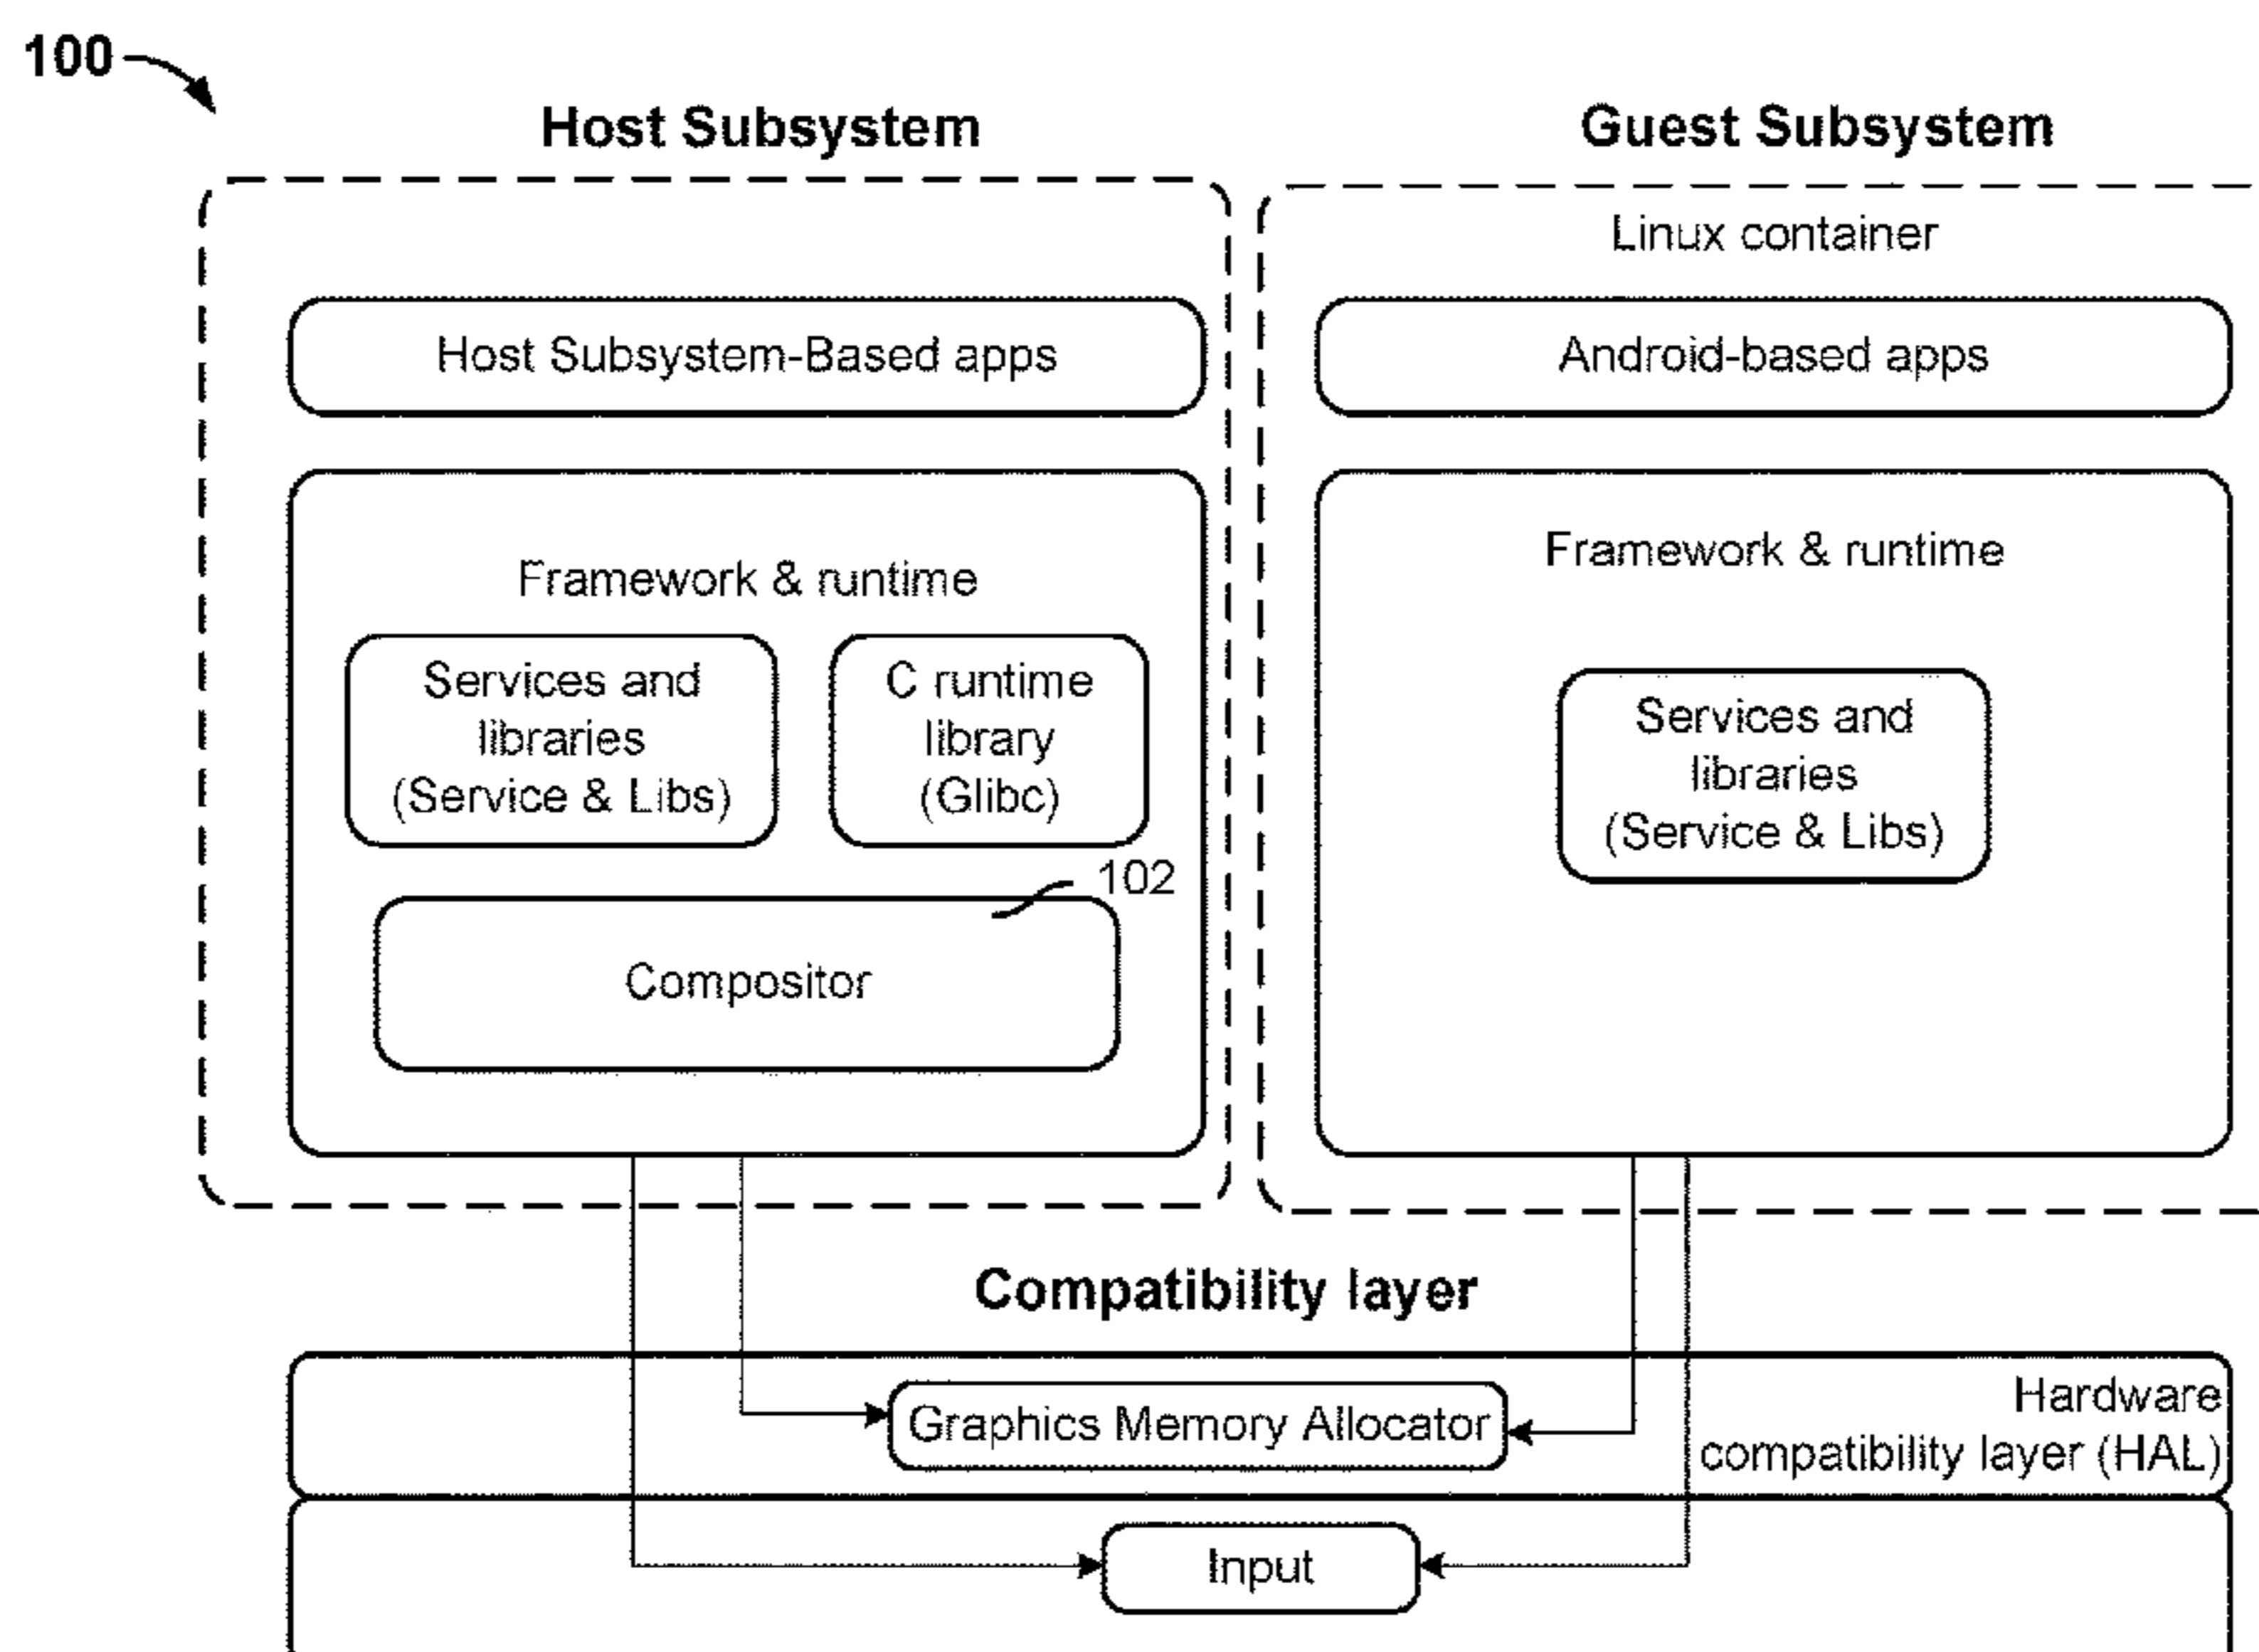 100
Host Subsystem
Guest Subsystem
Linux container
Host Subsystem-Based apps
Android-based apps
Framework & runtime
Services and
libraries
(Service & Libs)
C runtime
library
(Glibc)
102
Compositor
Framework & runtime
Services and
libraries
(Service & Libs)
Compatibility layer
Graphics Memory Allocator
Hardware
compatibility layer (HAL)
Input